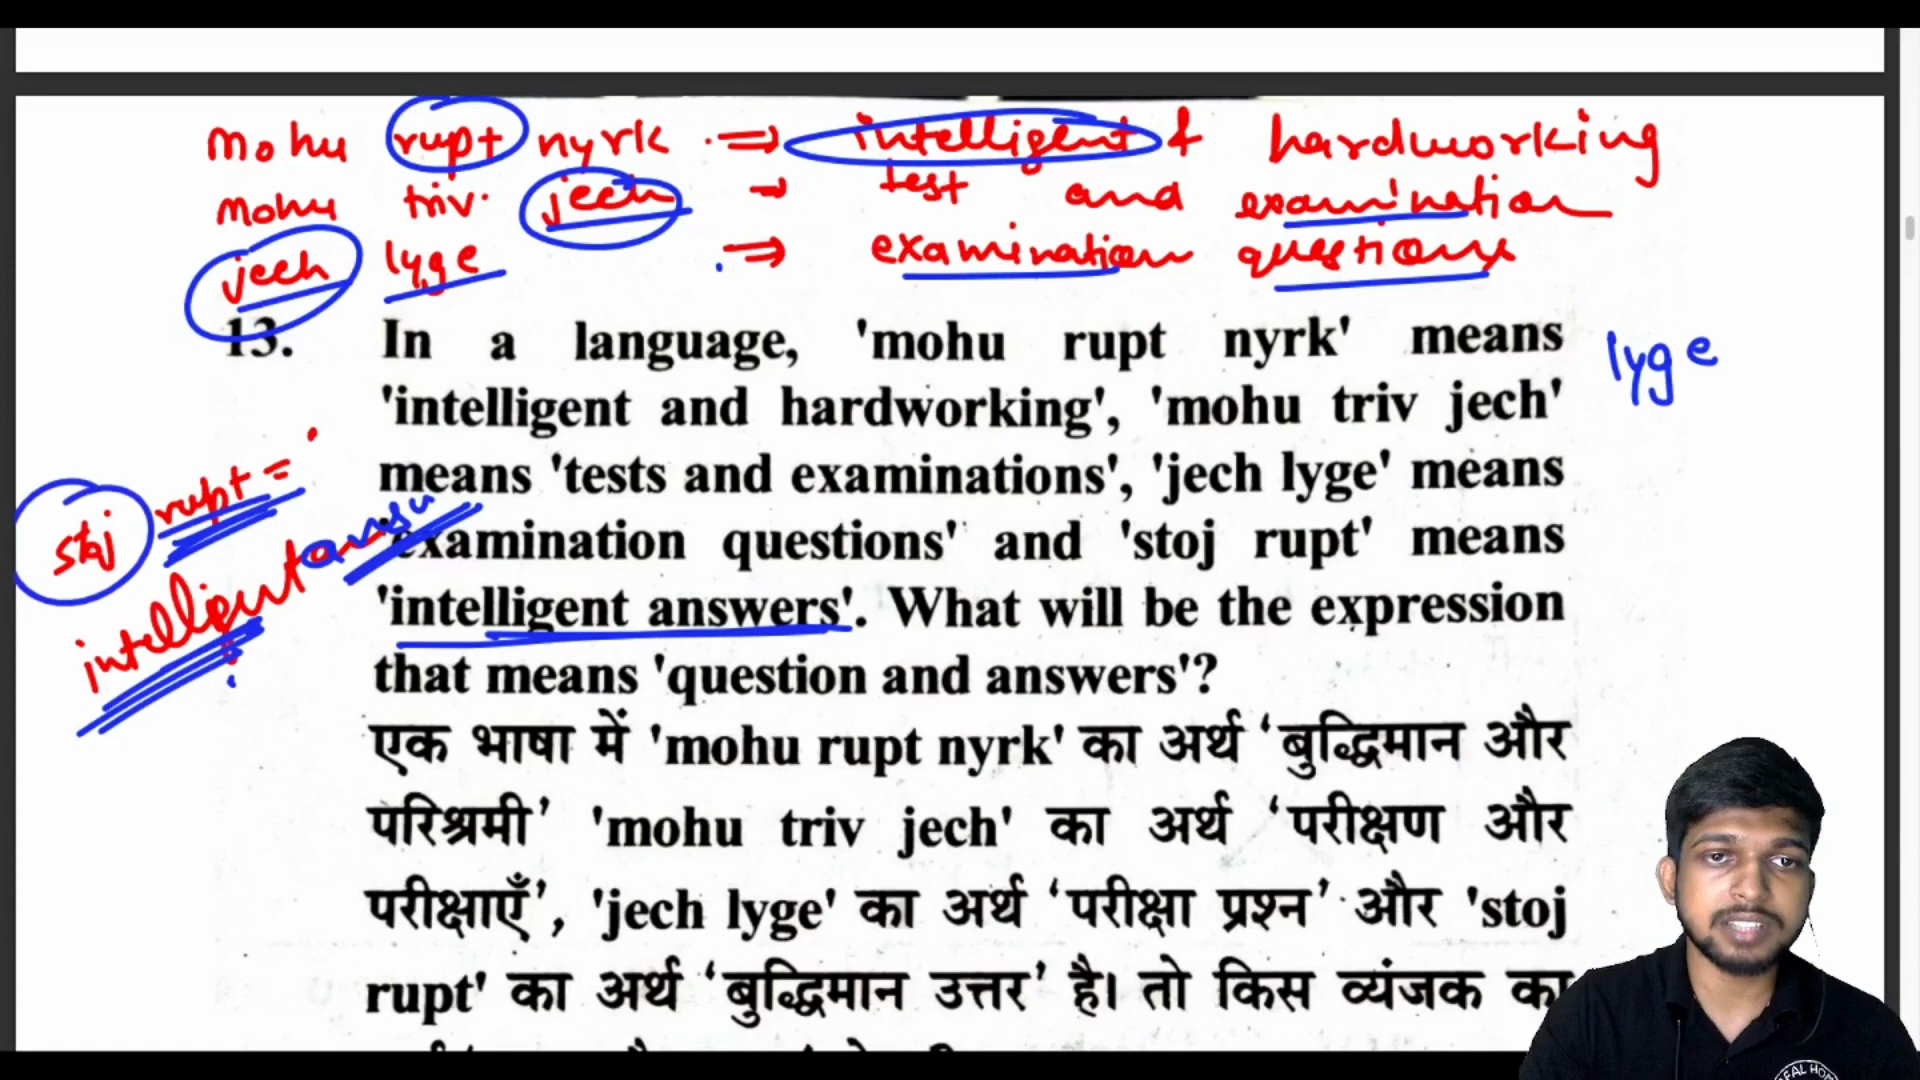 mohu rupt nyrk ⇒ intelligent & hardworking
mohu triv jech → test and examination
jech lyge ⇒ examination questions
13. In a language, 'mohu rupt nyrk' means
lyge
'intelligent and hardworking', 'mohu triv jech'
means 'tests and examinations', 'jech lyge' means
stoj rupt =
'examination questions' and 'stoj rupt' means
intelligent answ
'intelligent answers'. What will be the expression
that means 'question and answers'?
एक भाषा में 'mohu rupt nyrk' का अर्थ ‘बुद्धिमान और
परिश्रमी’ 'mohu triv jech' का अर्थ ‘परीक्षण और
परीक्षाएँ’, 'jech lyge' का अर्थ ‘परीक्षा प्रश्न’ और 'stoj
rupt' का अर्थ ‘बुद्धिमान उत्तर’ है। तो किस व्यंजक का